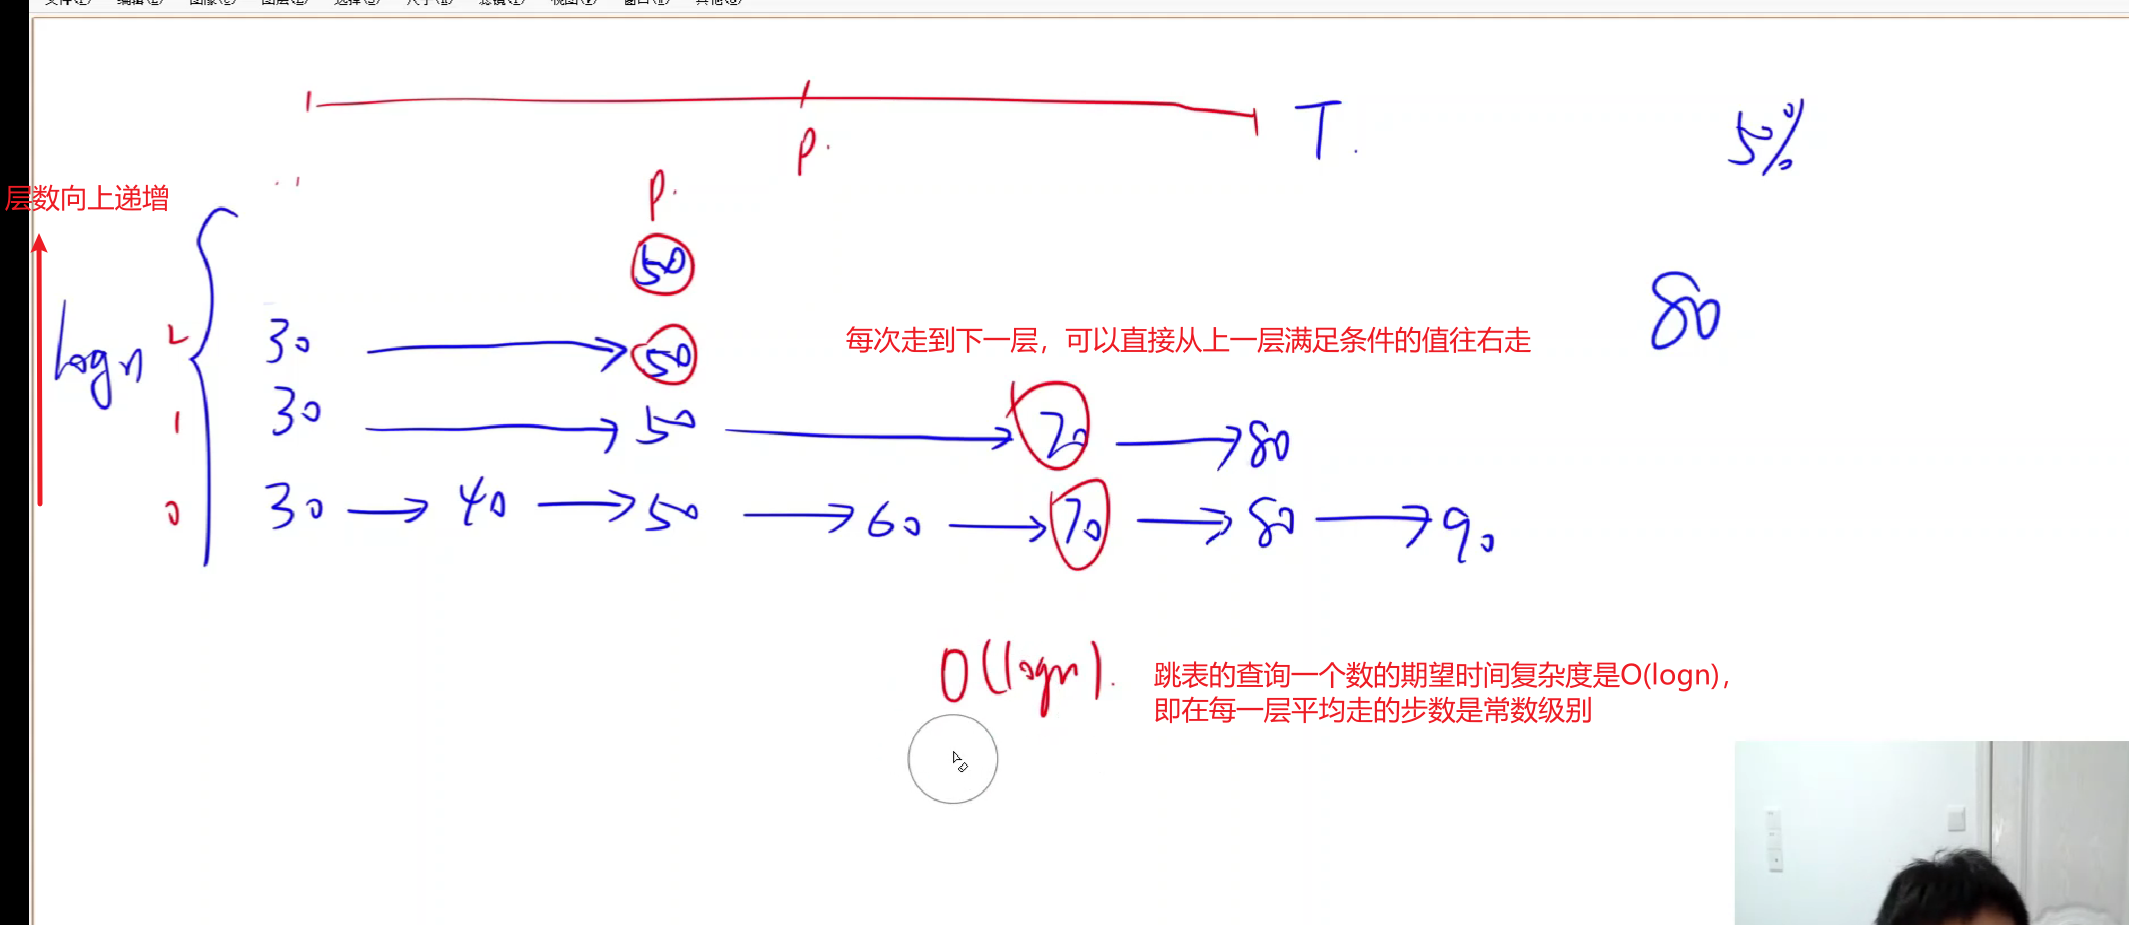 T.
p.
50%
层数向上递增
p.
50
80
logn
2
30 → 50
每次走到下一层，可以直接从上一层满足条件的值往右走
1
30 → 50 → 70 → 80
0
30 → 40 → 50 → 60 → 70 → 80 → 90
O(logn).
跳表的查询一个数的期望时间复杂度是O(logn)，
即在每一层平均走的步数是常数级别